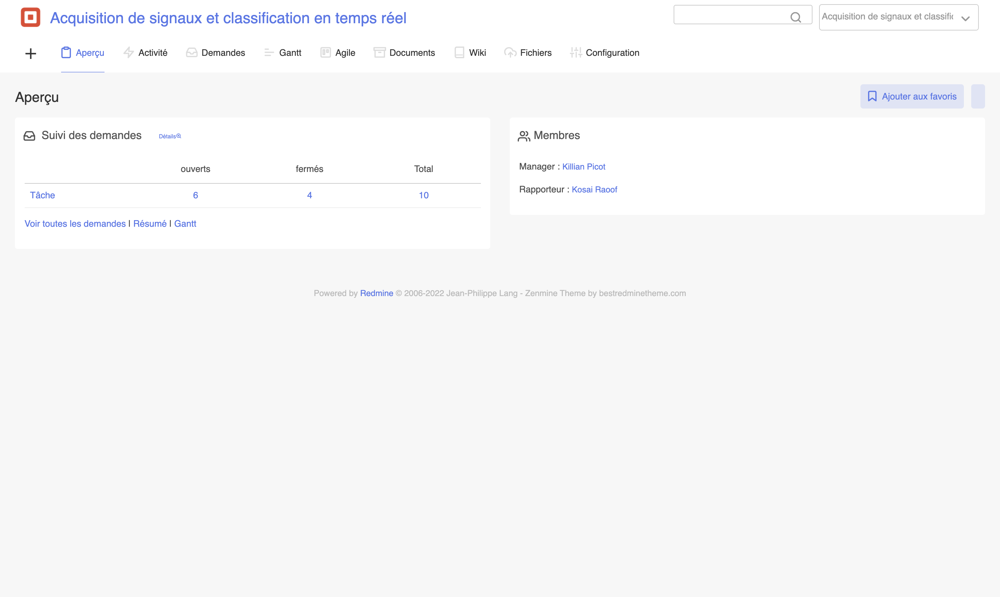 Acquisition de signaux et classification en temps réel
Acquisition de signaux et classific
Aperçu Activité Demandes Gantt Agile Documents Wiki Fichiers Configuration
Aperçu
Ajouter aux favoris
Suivi des demandes Détails
ouverts fermés Total
Tâche 6 4 10
Voir toutes les demandes | Résumé | Gantt
Membres
Manager : Killian Picot
Rapporteur : Kosai Raoof
Powered by Redmine © 2006-2022 Jean-Philippe Lang - Zenmine Theme by bestredminetheme.com